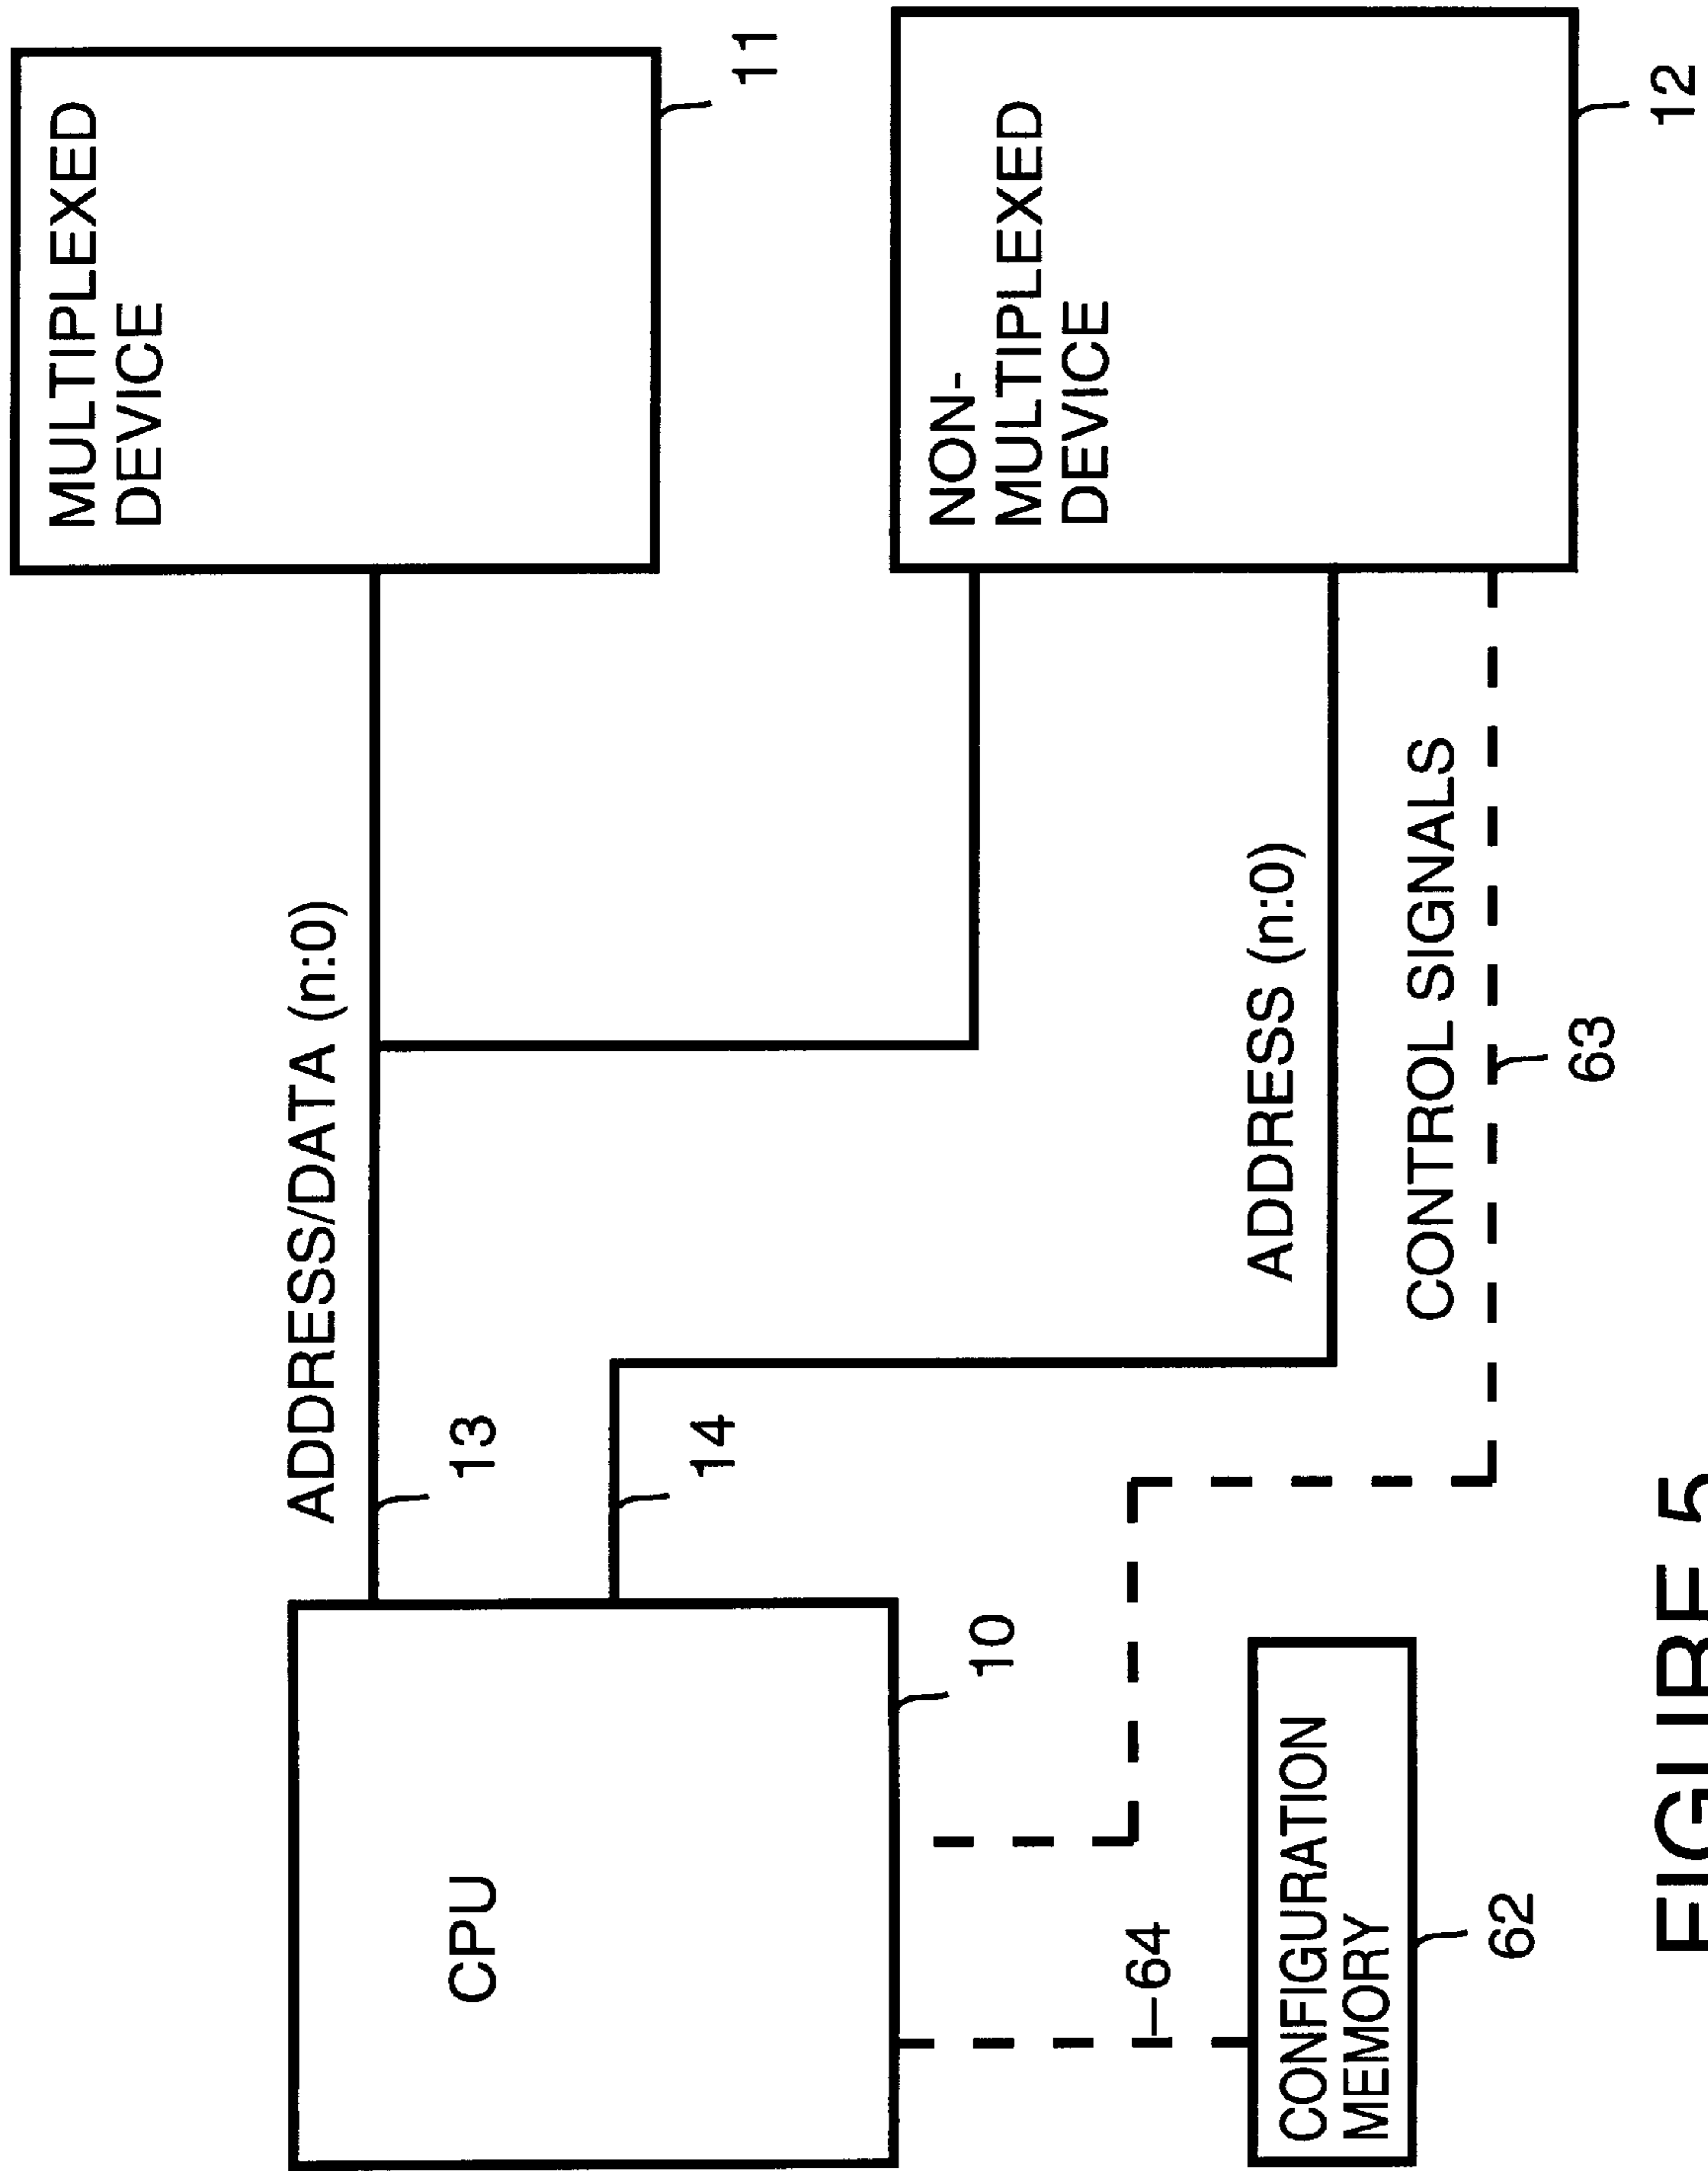 MULTIPLEXED
DEVICE
11
ADDRESS/DATA (n:0)
13
14
CPU
10
NON-
MULTIPLEXED
DEVICE
12
ADDRESS (n:0)
CONTROL SIGNALS
63
64
CONFIGURATION
MEMORY
62
FIGURE 5